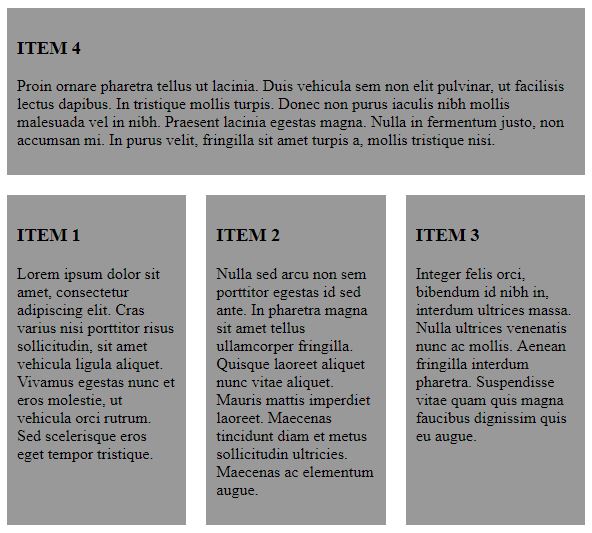 ITEM 4
Proin ornare pharetra tellus ut lacinia. Duis vehicula sem non elit pulvinar, ut facilisis
lectus dapibus. In tristique mollis turpis. Donec non purus iaculis nibh mollis
malesuada vel in nibh. Praesent lacinia egestas magna. Nulla in fermentum justo, non
accumsan mi. In purus velit, fringilla sit amet turpis a, mollis tristique nisi.
ITEM 1
Lorem ipsum dolor sit
amet, consectetur
adipiscing elit. Cras
varius nisi porttitor risus
sollicitudin, sit amet
vehicula ligula aliquet.
Vivamus egestas nunc et
eros molestie, ut
vehicula orci rutrum.
Sed scelerisque eros
eget tempor tristique.
ITEM 2
Nulla sed arcu non sem
porttitor egestas id sed
ante. In pharetra magna
sit amet tellus
ullamcorper fringilla.
Quisque laoreet aliquet
nunc vitae aliquet.
Mauris mattis imperdiet
laoreet. Maecenas
tincidunt diam et metus
sollicitudin ultricies.
Maecenas ac elementum
augue.
ITEM 3
Integer felis orci,
bibendum id nibh in,
interdum ultrices massa.
Nulla ultrices venenatis
nunc ac mollis. Aenean
fringilla interdum
pharetra. Suspendisse
vitae quam quis magna
faucibus dignissim quis
eu augue.